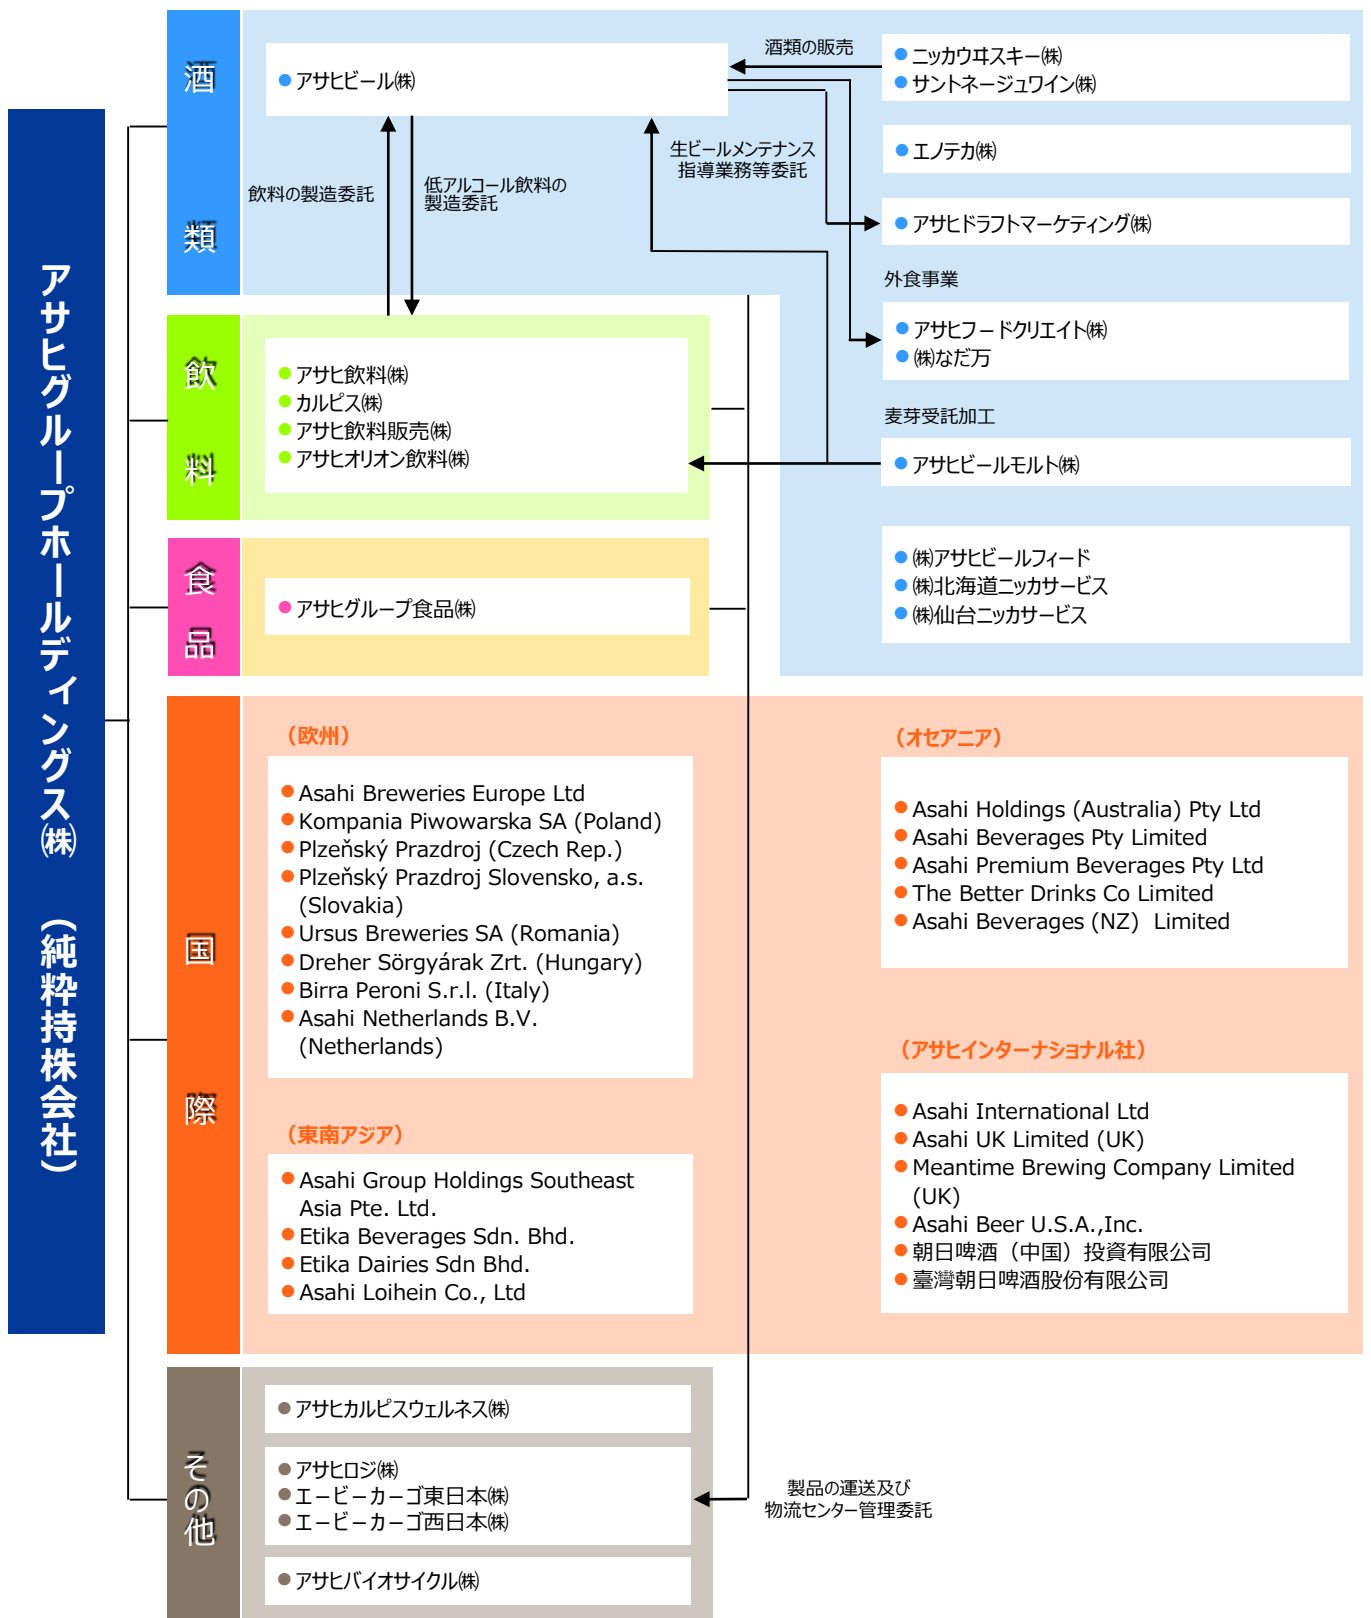 アサヒグループホールディングス㈱ （純粋持株会社）
酒類
アサヒビール㈱
酒類の販売
ニッカウヰスキー㈱
サントネージュワイン㈱
エノテカ㈱
生ビールメンテナンス
指導業務等委託
アサヒドラフトマーケティング㈱
飲料の製造委託
低アルコール飲料の
製造委託
外食事業
アサヒフードクリエイト㈱
㈱なだ万
麦芽受託加工
アサヒビールモルト㈱
㈱アサヒビールフィード
㈱北海道ニッカサービス
㈱仙台ニッカサービス
飲料
アサヒ飲料㈱
カルピス㈱
アサヒ飲料販売㈱
アサヒオリオン飲料㈱
食品
アサヒグループ食品㈱
国際
（欧州）
Asahi Breweries Europe Ltd
Kompania Piwowarska SA (Poland)
Plzeňský Prazdroj (Czech Rep.)
Plzeňský Prazdroj Slovensko, a.s.
(Slovakia)
Ursus Breweries SA (Romania)
Dreher Sörgyárak Zrt. (Hungary)
Birra Peroni S.r.l. (Italy)
Asahi Netherlands B.V.
(Netherlands)
（オセアニア）
Asahi Holdings (Australia) Pty Ltd
Asahi Beverages Pty Limited
Asahi Premium Beverages Pty Ltd
The Better Drinks Co Limited
Asahi Beverages (NZ) Limited
（東南アジア）
Asahi Group Holdings Southeast
Asia Pte. Ltd.
Etika Beverages Sdn. Bhd.
Etika Dairies Sdn Bhd.
Asahi Loihein Co., Ltd
（アサヒインターナショナル社）
Asahi International Ltd
Asahi UK Limited (UK)
Meantime Brewing Company Limited
(UK)
Asahi Beer U.S.A.,Inc.
朝日啤酒（中国）投資有限公司
臺灣朝日啤酒股份有限公司
その他
アサヒカルピスウェルネス㈱
アサヒロジ㈱
エービーカーゴ東日本㈱
エービーカーゴ西日本㈱
アサヒバイオサイクル㈱
製品の運送及び
物流センター管理委託